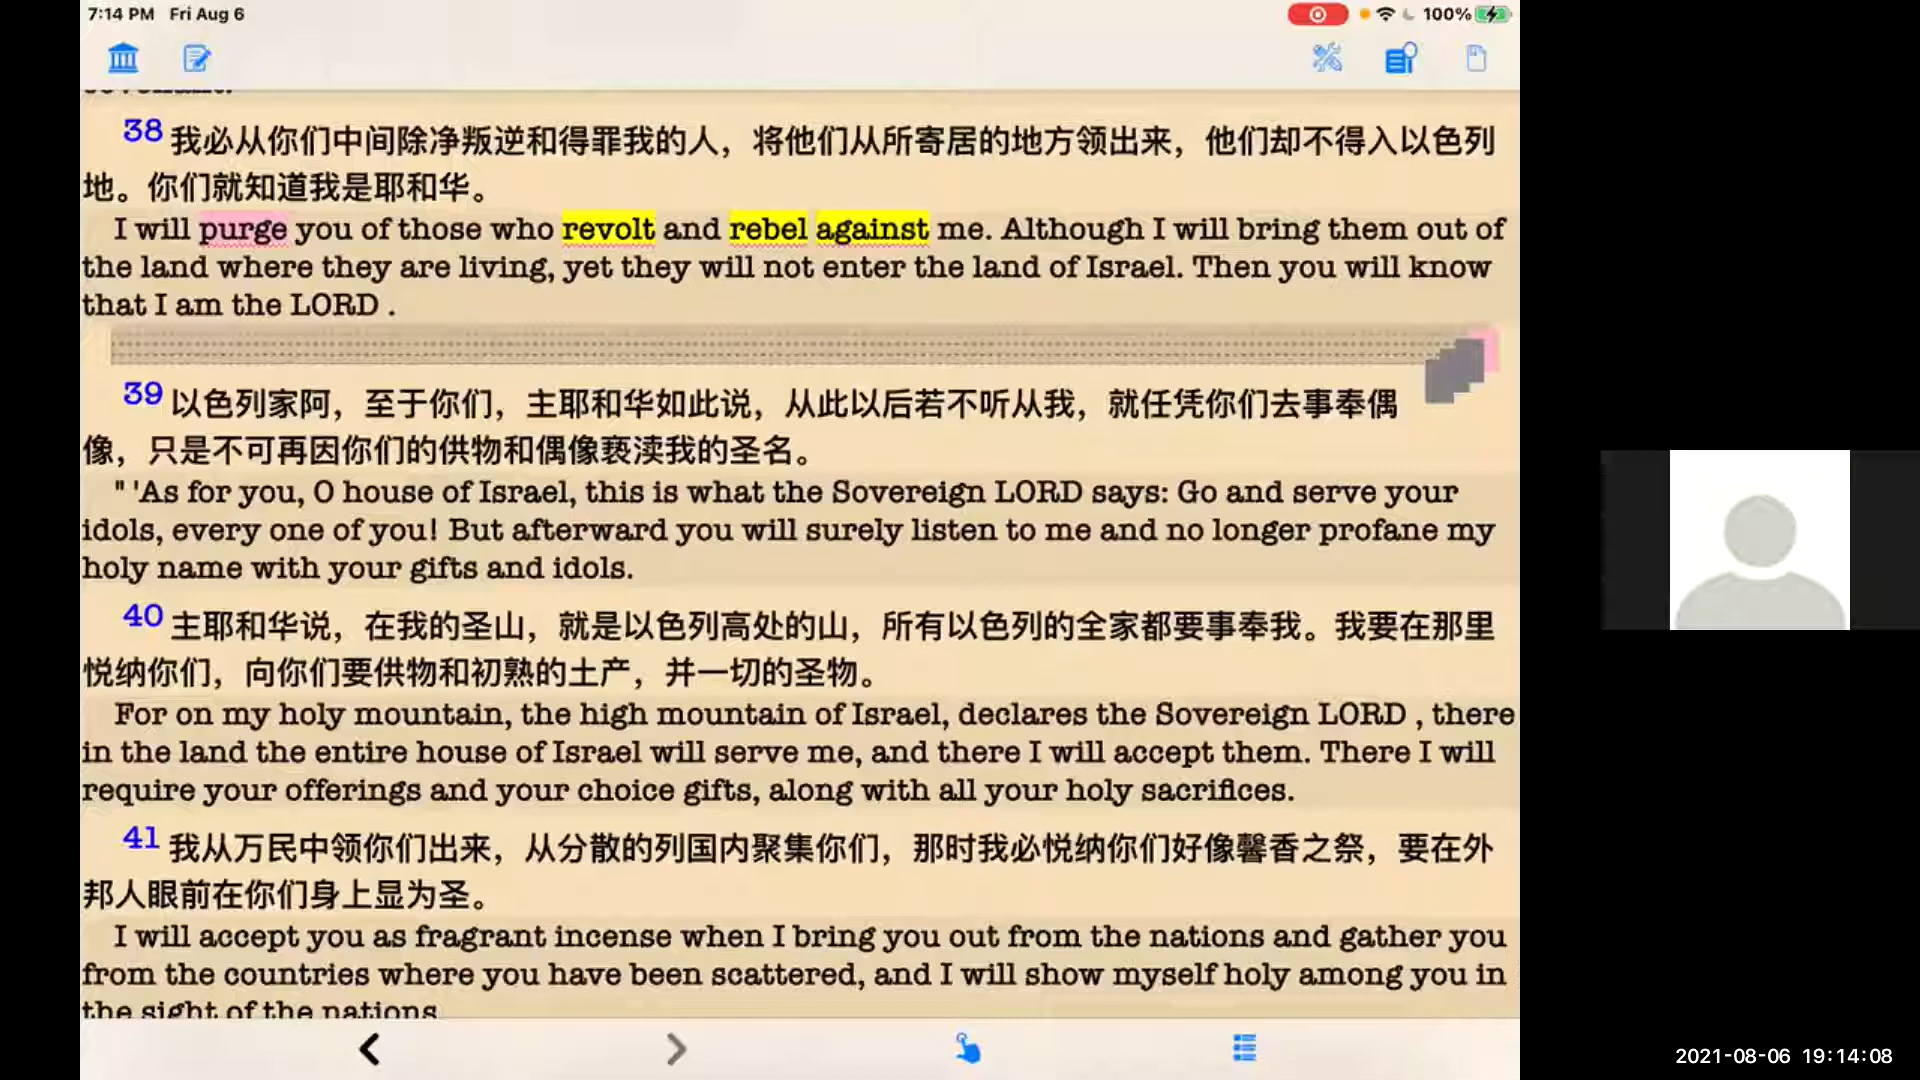 7:14 PM Fri Aug 6
100%
38 我必从你们中间除净叛逆和得罪我的人，将他们从所寄居的地方领出来，他们却不得入以色列
地。你们就知道我是耶和华。
I will purge you of those who revolt and rebel against me. Although I will bring them out of
the land where they are living, yet they will not enter the land of Israel. Then you will know
that I am the LORD .
39 以色列家阿，至于你们，主耶和华如此说，从此以后若不听从我，就任凭你们去事奉偶
像，只是不可再因你们的供物和偶像亵渎我的圣名。
" 'As for you, O house of Israel, this is what the Sovereign LORD says: Go and serve your
idols, every one of you! But afterward you will surely listen to me and no longer profane my
holy name with your gifts and idols.
40 主耶和华说，在我的圣山，就是以色列高处的山，所有以色列的全家都要事奉我。我要在那里
悦纳你们，向你们要供物和初熟的土产，并一切的圣物。
For on my holy mountain, the high mountain of Israel, declares the Sovereign LORD , there
in the land the entire house of Israel will serve me, and there I will accept them. There I will
require your offerings and your choice gifts, along with all your holy sacrifices.
41 我从万民中领你们出来，从分散的列国内聚集你们，那时我必悦纳你们好像馨香之祭，要在外
邦人眼前在你们身上显为圣。
I will accept you as fragrant incense when I bring you out from the nations and gather you
from the countries where you have been scattered, and I will show myself holy among you in
the sight of the nations.
2021-08-06 19:14:08